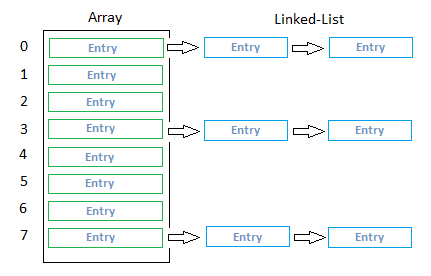 Array Linked-List
0 Entry Entry Entry
1 Entry
2 Entry
3 Entry Entry Entry
4 Entry
5 Entry
6 Entry
7 Entry Entry Entry